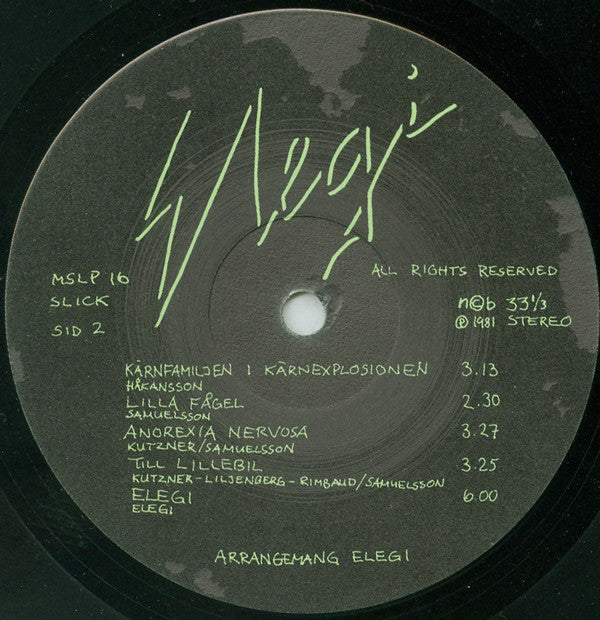 Elegi
MSLP 16
SLICK
SID 2
ALL RIGHTS RESERVED
n©b 33⅓
℗ 1981 STEREO
KÄRNFAMILJEN I KÄRNEXPLOSIONEN 3.13
HÅKANSSON
LILLA FÅGEL 2.30
SAMUELSSON
ANOREXIA NERVOSA 3.27
KUTZNER/SAMUELSSON
TILL LILLEBIL 3.25
KUTZNER-LILJENBERG-RIMBAUD/SAMUELSSON
ELEGI 6.00
ELEGI
ARRANGEMANG ELEGI